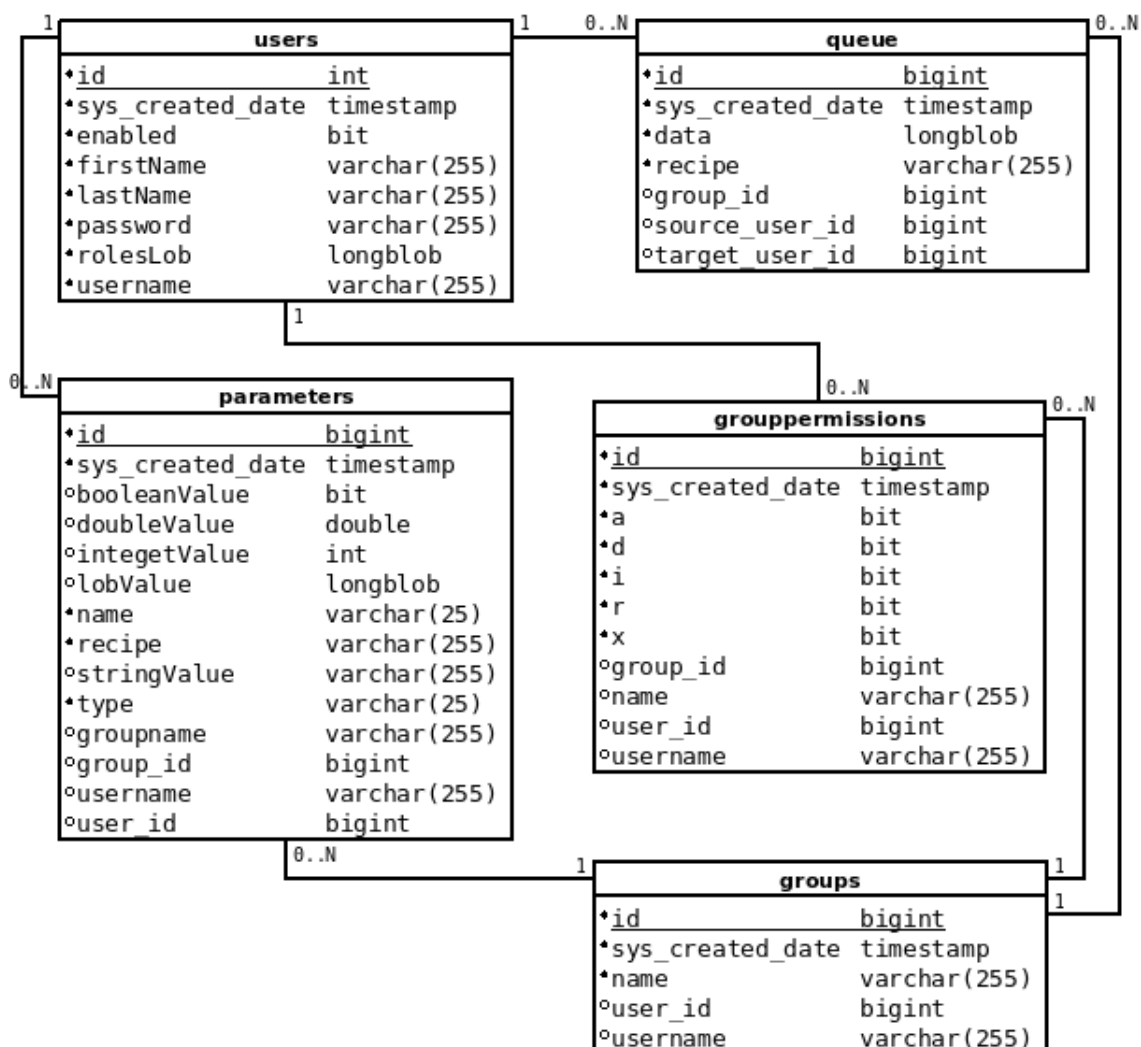 1
1
0..N
0..N
users
id int
sys_created_date timestamp
enabled bit
firstName varchar(255)
lastName varchar(255)
password varchar(255)
rolesLob longblob
username varchar(255)
queue
id bigint
sys_created_date timestamp
data longblob
recipe varchar(255)
group_id bigint
source_user_id bigint
target_user_id bigint
1
0..N
0..N
0..N
parameters
id bigint
sys_created_date timestamp
booleanValue bit
doubleValue double
integetValue int
lobValue longblob
name varchar(25)
recipe varchar(255)
stringValue varchar(255)
type varchar(25)
groupname varchar(255)
group_id bigint
username varchar(255)
user_id bigint
grouppermissions
id bigint
sys_created_date timestamp
a bit
d bit
i bit
r bit
x bit
group_id bigint
name varchar(255)
user_id bigint
username varchar(255)
0..N
1
1
1
groups
id bigint
sys_created_date timestamp
name varchar(255)
user_id bigint
username varchar(255)